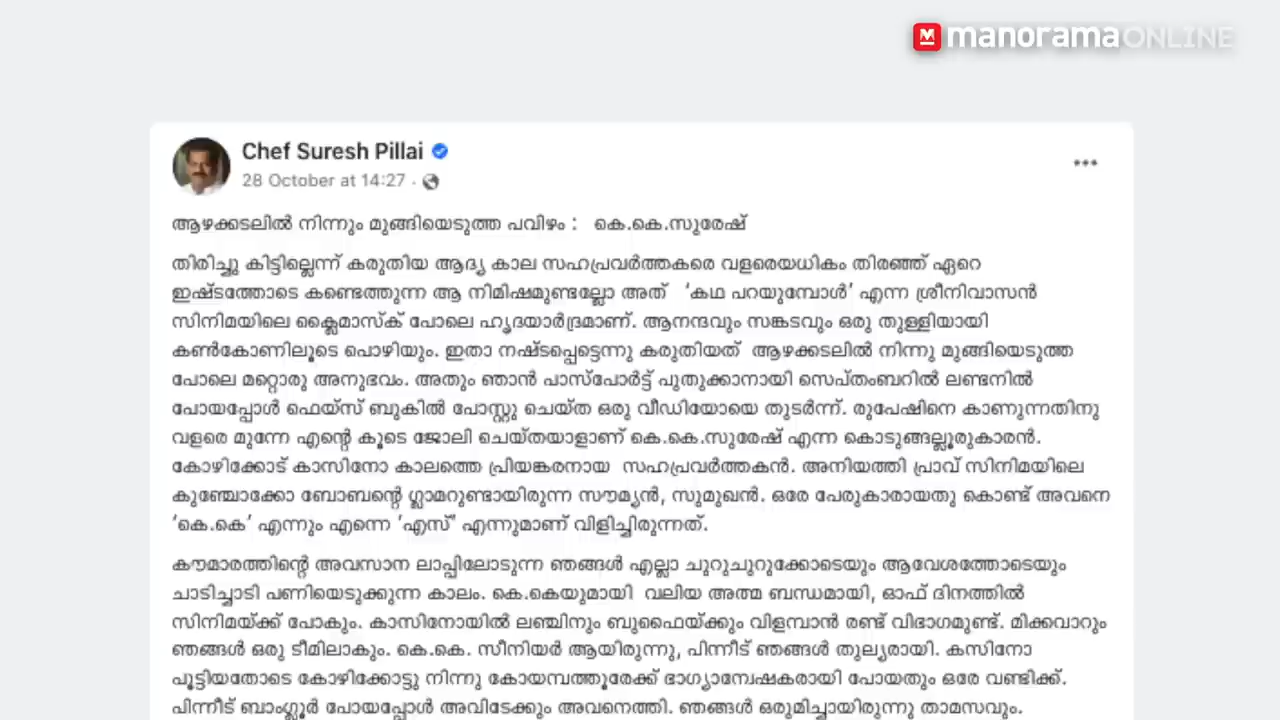 manoramaONLINE
Chef Suresh Pillai
28 October at 14:27 ·
ആഴക്കടലിൽ നിന്നും മുങ്ങിയെടുത്ത പവിഴം : കെ.കെ.സുരേഷ്
തിരിച്ചു കിട്ടില്ലെന്ന് കരുതിയ ആദ്യ കാല സഹപ്രവർത്തകരെ വളരെയധികം തിരഞ്ഞ് ഏറെ
ഇഷ്ടത്തോടെ കണ്ടെത്തുന്ന ആ നിമിഷമുണ്ടല്ലോ അത് ‘കഥ പറയുമ്പോൾ’ എന്ന ശ്രീനിവാസൻ
സിനിമയിലെ ക്ലൈമാസ്ക് പോലെ ഹൃദയാർദ്രമാണ്. ആനന്ദവും സങ്കടവും ഒരു തുള്ളിയായി
കൺകോണിലൂടെ പൊഴിയും. ഇതാ നഷ്ടപ്പെട്ടെന്നു കരുതിയത് ആഴക്കടലിൽ നിന്നു മുങ്ങിയെടുത്ത
പോലെ മറ്റൊരു അനുഭവം. അതും ഞാൻ പാസ്പോർട്ട് പുതുക്കാനായി സെപ്തംബറിൽ ലണ്ടനിൽ
പോയപ്പോൾ ഫെയ്സ് ബുകിൽ പോസ്റ്റു ചെയ്ത ഒരു വീഡിയോയെ തുടർന്ന്. രുപേഷിനെ കാണുന്നതിനു
വളരെ മുന്നേ എന്റെ കൂടെ ജോലി ചെയ്തയാളാണ് കെ.കെ.സുരേഷ് എന്ന കൊടുങ്ങല്ലൂരുകാരൻ.
കോഴിക്കോട് കാസിനോ കാലത്തെ പ്രിയങ്കരനായ സഹപ്രവർത്തകൻ. അനിയത്തി പ്രാവ് സിനിമയിലെ
കുഞ്ചോക്കോ ബോബന്റെ ഗ്ലാമറുണ്ടായിരുന്ന സൗമ്യൻ, സുമുഖൻ. ഒരേ പേരുകാരായതു കൊണ്ട് അവനെ
‘കെ.കെ’ എന്നും എന്നെ ‘എസ്’ എന്നുമാണ് വിളിച്ചിരുന്നത്.
കൗമാരത്തിന്റെ അവസാന ലാപ്പിലോടുന്ന ഞങ്ങൾ എല്ലാ ചുറുചുറുക്കോടെയും ആവേശത്തോടെയും
ചാടിച്ചാടി പണിയെടുക്കുന്ന കാലം. കെ.കെയുമായി വലിയ അത്മ ബന്ധമായി, ഓഫ് ദിനത്തിൽ
സിനിമയ്ക്ക് പോകും. കാസിനോയിൽ ലഞ്ചിനും ബുഫൈയ്ക്കും വിളമ്പാൻ രണ്ട് വിഭാഗമുണ്ട്. മിക്കവാറും
ഞങ്ങൾ ഒരു ടീമിലാകും. കെ.കെ. സീനിയർ ആയിരുന്നു, പിന്നീട് ഞങ്ങൾ തുല്യരായി. കസിനോ
പൂട്ടിയതോടെ കോഴിക്കോട്ടു നിന്നു കോയമ്പത്തൂരേക്ക് ഭാഗ്യാമ്പേഷകരായി പോയതും ഒരേ വണ്ടിക്ക്.
പിന്നീട് ബാംഗ്ലൂർ പോയപ്പോൾ അവിടേക്കും അവനെത്തി. ഞങ്ങൾ ഒരുമിച്ചായിരുന്നു താമസവും.